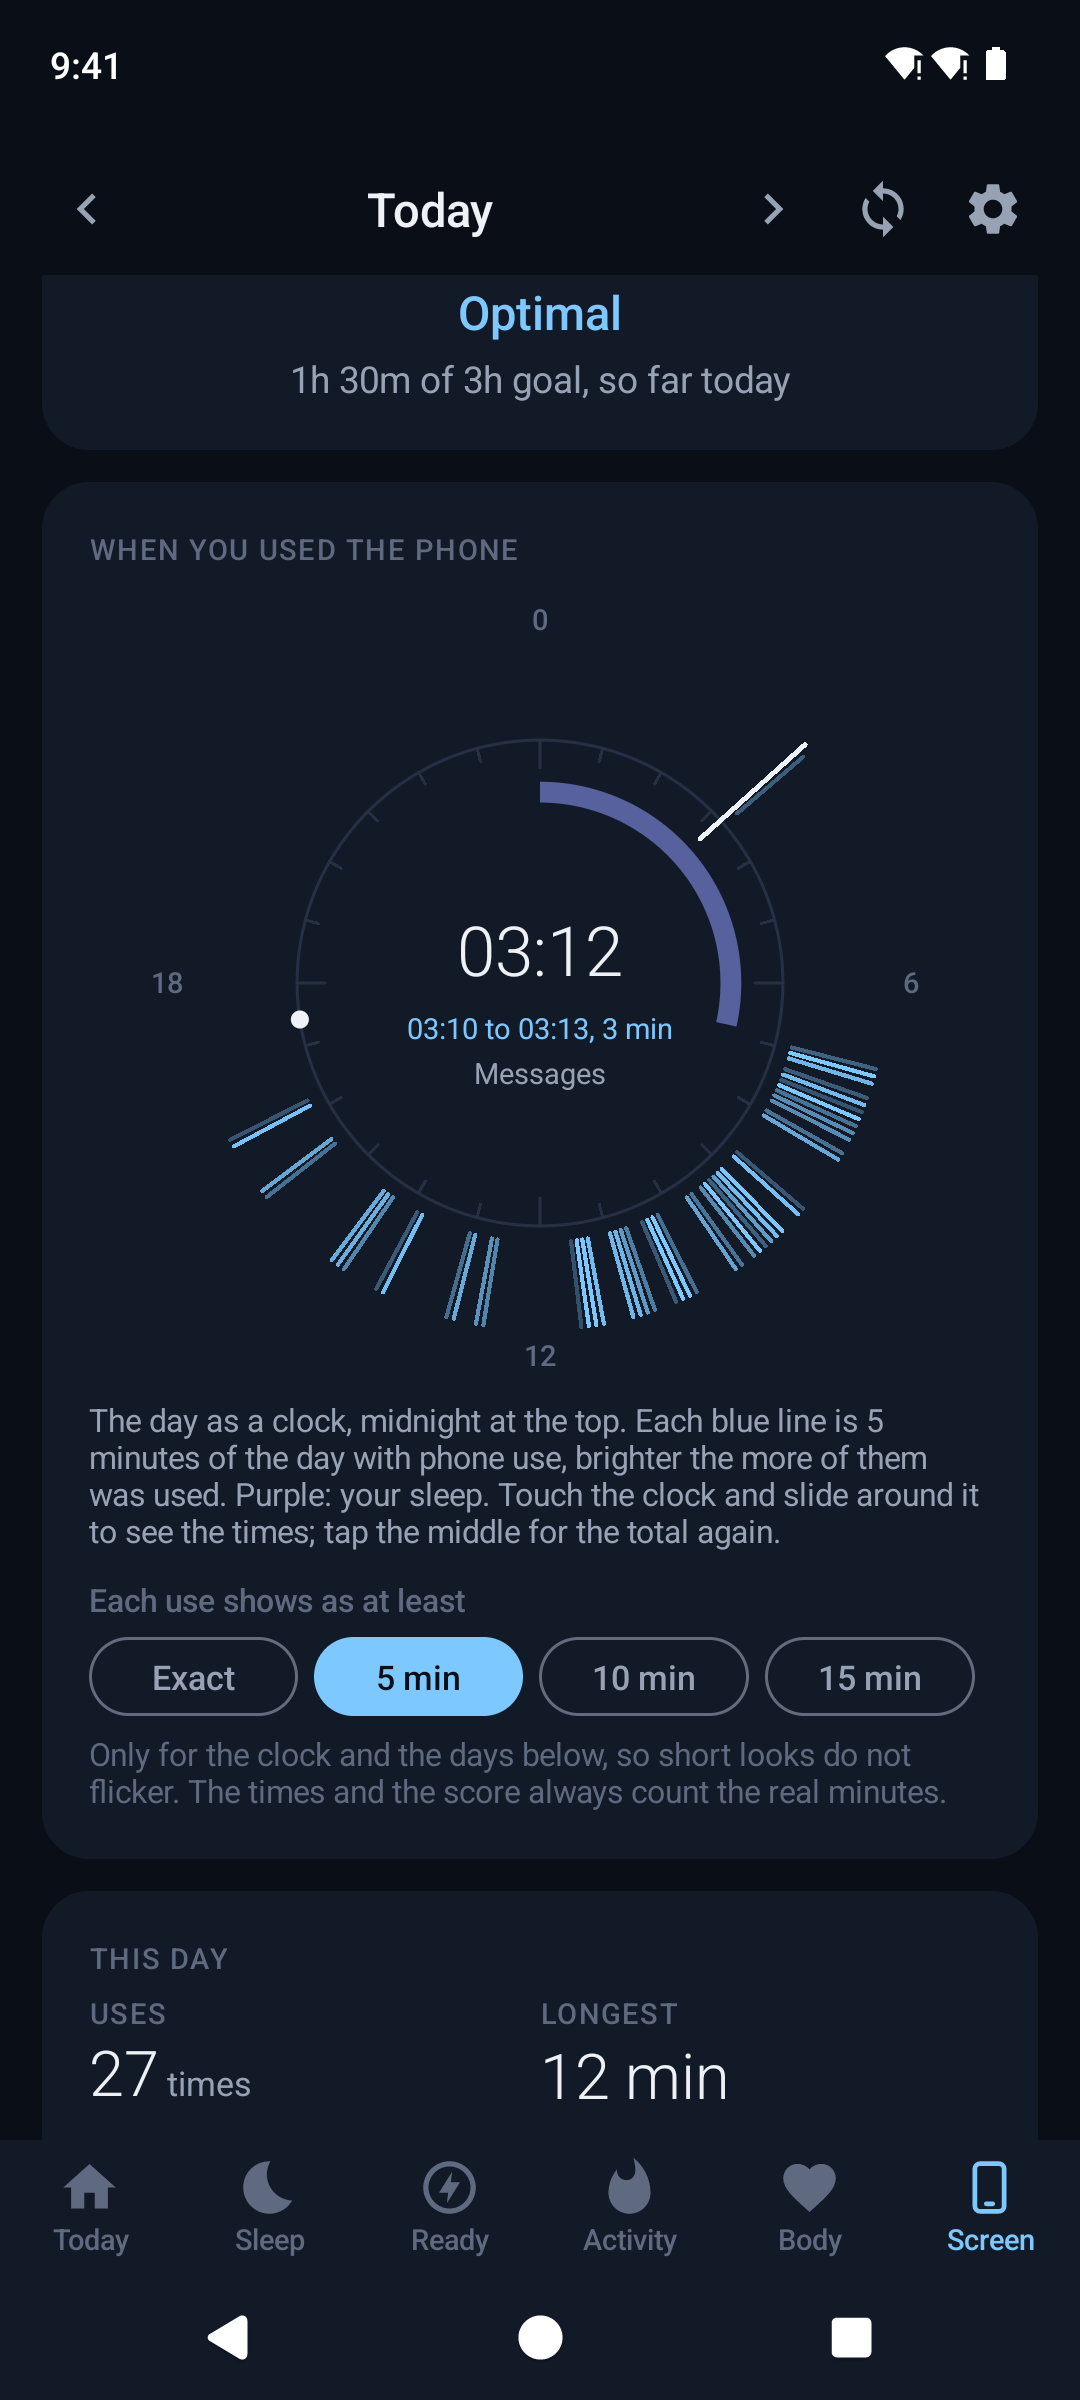 9:41
Today
Optimal
1h 30m of 3h goal, so far today
WHEN YOU USED THE PHONE
0
18
6
03:12
03:10 to 03:13, 3 min
Messages
12
The day as a clock, midnight at the top. Each blue line is 5
minutes of the day with phone use, brighter the more of them
was used. Purple: your sleep. Touch the clock and slide around it
to see the times; tap the middle for the total again.
Each use shows as at least
Exact
5 min
10 min
15 min
Only for the clock and the days below, so short looks do not
flicker. The times and the score always count the real minutes.
THIS DAY
USES
LONGEST
27 times
12 min
Today
Sleep
Ready
Activity
Body
Screen